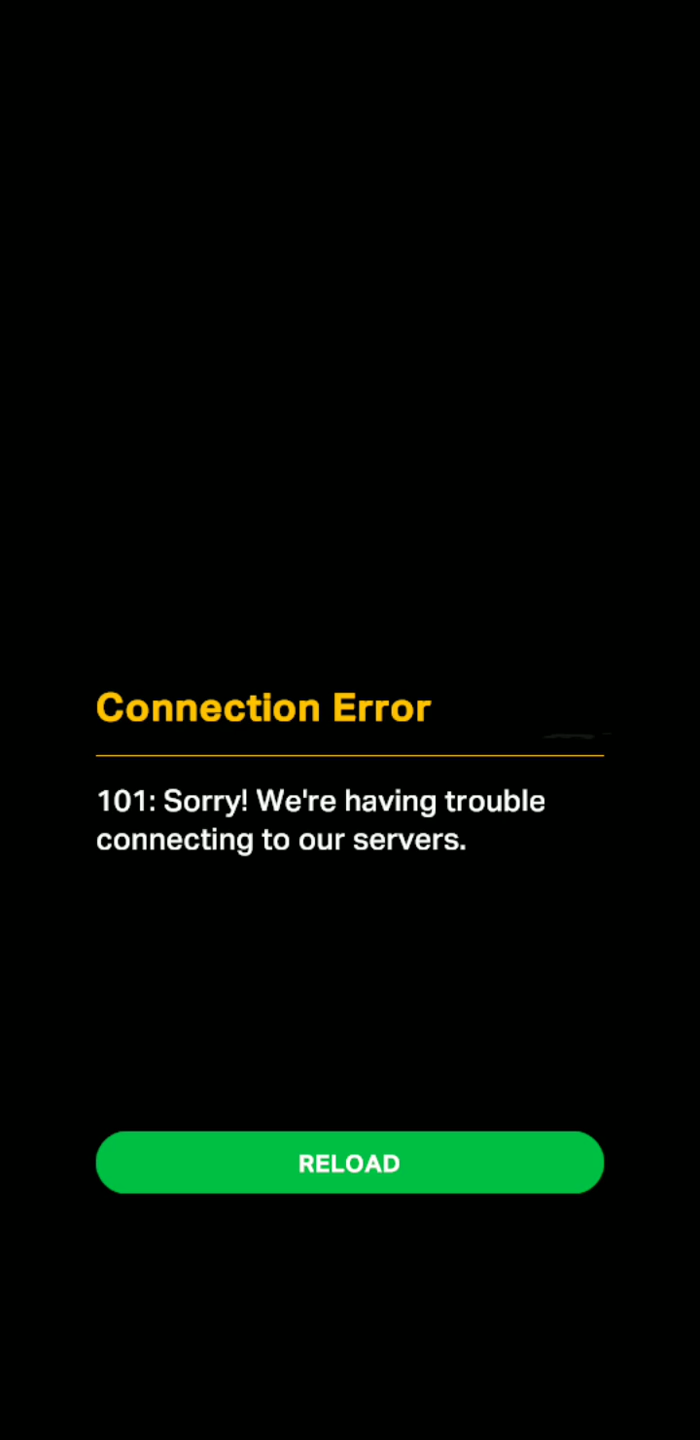 Connection Error
101: Sorry! We're having trouble
connecting to our servers.
RELOAD